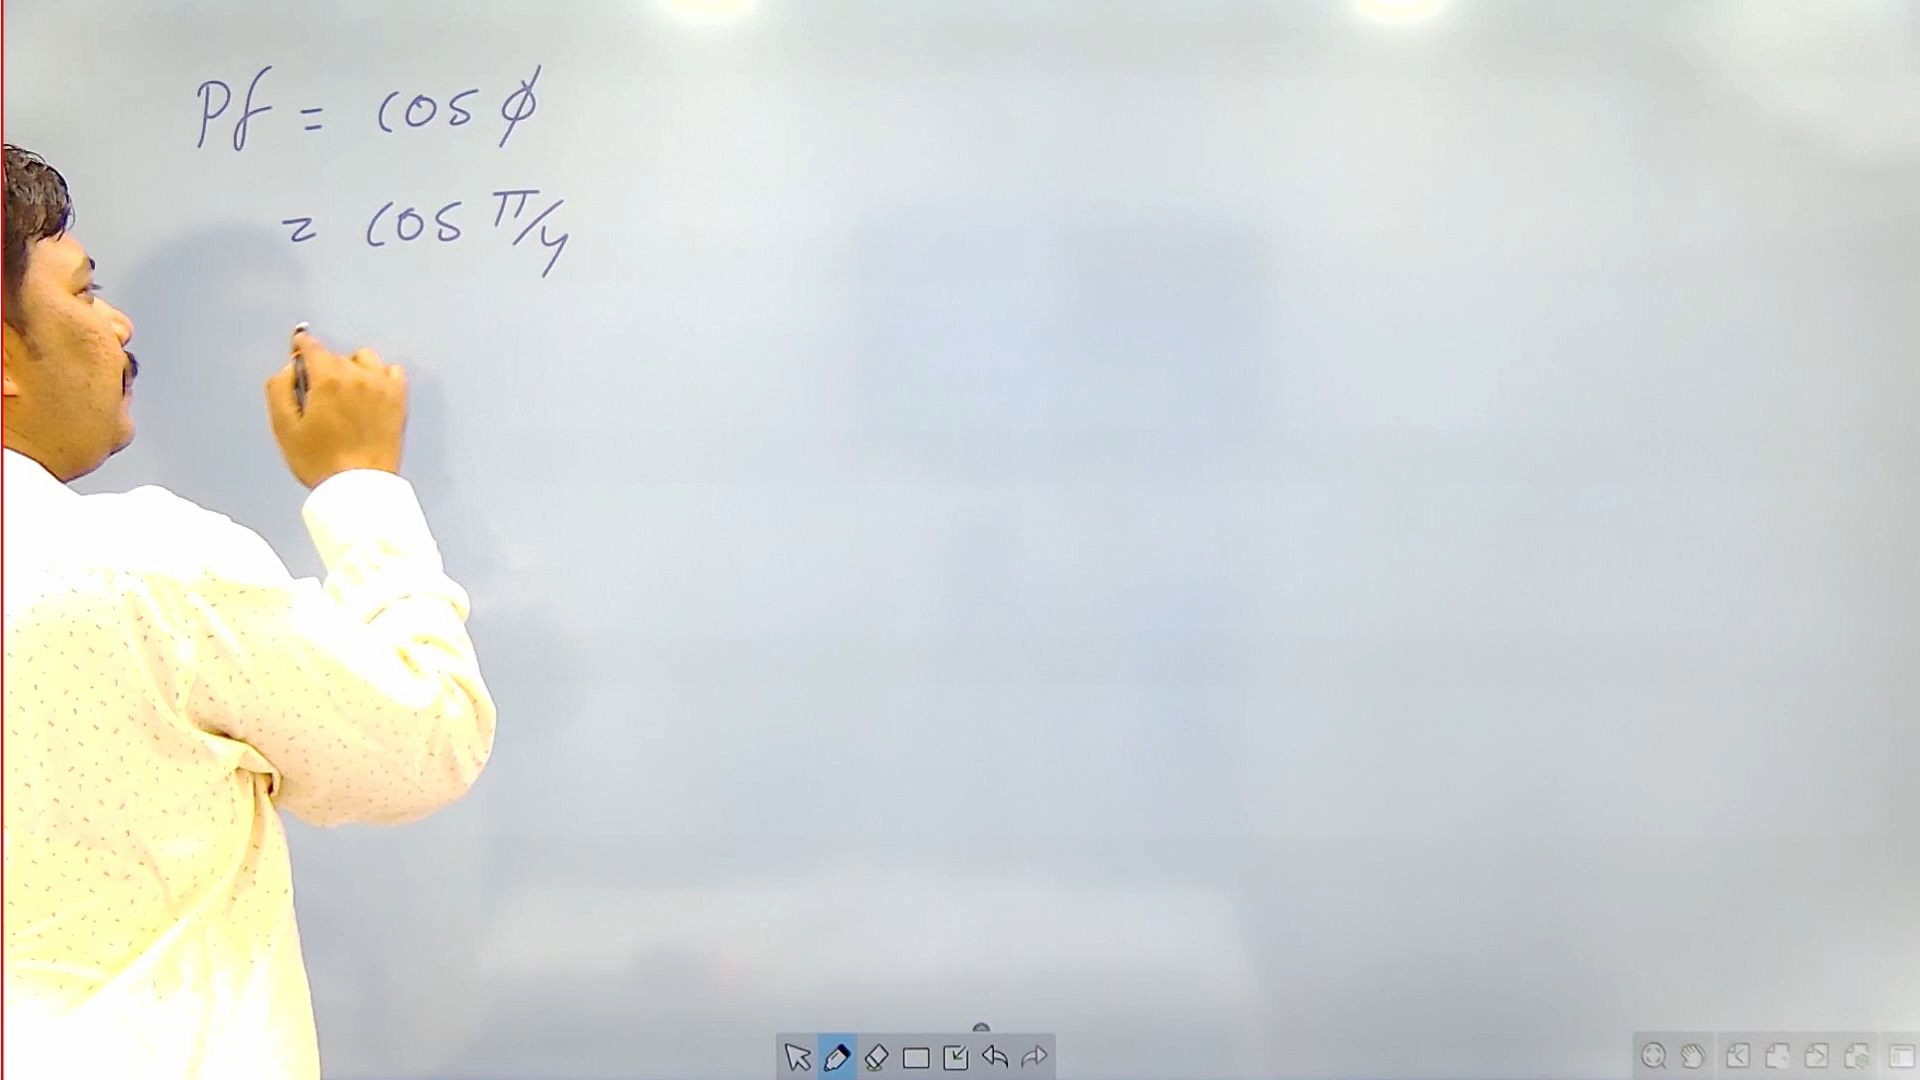 Pf = cos ϕ
= cos π/4